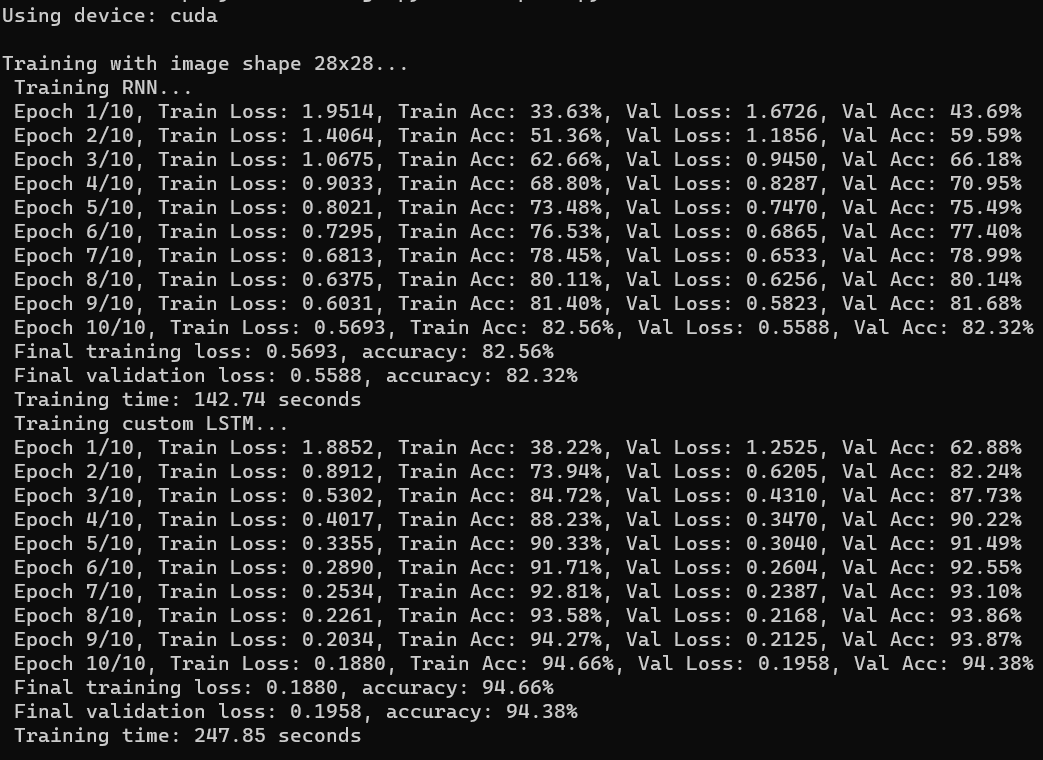 Using device: cuda
Training with image shape 28x28...
Training RNN...
Epoch 1/10, Train Loss: 1.9514, Train Acc: 33.63%, Val Loss: 1.6726, Val Acc: 43.69%
Epoch 2/10, Train Loss: 1.4064, Train Acc: 51.36%, Val Loss: 1.1856, Val Acc: 59.59%
Epoch 3/10, Train Loss: 1.0675, Train Acc: 62.66%, Val Loss: 0.9450, Val Acc: 66.18%
Epoch 4/10, Train Loss: 0.9033, Train Acc: 68.80%, Val Loss: 0.8287, Val Acc: 70.95%
Epoch 5/10, Train Loss: 0.8021, Train Acc: 73.48%, Val Loss: 0.7470, Val Acc: 75.49%
Epoch 6/10, Train Loss: 0.7295, Train Acc: 76.53%, Val Loss: 0.6865, Val Acc: 77.40%
Epoch 7/10, Train Loss: 0.6813, Train Acc: 78.45%, Val Loss: 0.6533, Val Acc: 78.99%
Epoch 8/10, Train Loss: 0.6375, Train Acc: 80.11%, Val Loss: 0.6256, Val Acc: 80.14%
Epoch 9/10, Train Loss: 0.6031, Train Acc: 81.40%, Val Loss: 0.5823, Val Acc: 81.68%
Epoch 10/10, Train Loss: 0.5693, Train Acc: 82.56%, Val Loss: 0.5588, Val Acc: 82.32%
Final training loss: 0.5693, accuracy: 82.56%
Final validation loss: 0.5588, accuracy: 82.32%
Training time: 142.74 seconds
Training custom LSTM...
Epoch 1/10, Train Loss: 1.8852, Train Acc: 38.22%, Val Loss: 1.2525, Val Acc: 62.88%
Epoch 2/10, Train Loss: 0.8912, Train Acc: 73.94%, Val Loss: 0.6205, Val Acc: 82.24%
Epoch 3/10, Train Loss: 0.5302, Train Acc: 84.72%, Val Loss: 0.4310, Val Acc: 87.73%
Epoch 4/10, Train Loss: 0.4017, Train Acc: 88.23%, Val Loss: 0.3470, Val Acc: 90.22%
Epoch 5/10, Train Loss: 0.3355, Train Acc: 90.33%, Val Loss: 0.3040, Val Acc: 91.49%
Epoch 6/10, Train Loss: 0.2890, Train Acc: 91.71%, Val Loss: 0.2604, Val Acc: 92.55%
Epoch 7/10, Train Loss: 0.2534, Train Acc: 92.81%, Val Loss: 0.2387, Val Acc: 93.10%
Epoch 8/10, Train Loss: 0.2261, Train Acc: 93.58%, Val Loss: 0.2168, Val Acc: 93.86%
Epoch 9/10, Train Loss: 0.2034, Train Acc: 94.27%, Val Loss: 0.2125, Val Acc: 93.87%
Epoch 10/10, Train Loss: 0.1880, Train Acc: 94.66%, Val Loss: 0.1958, Val Acc: 94.38%
Final training loss: 0.1880, accuracy: 94.66%
Final validation loss: 0.1958, accuracy: 94.38%
Training time: 247.85 seconds